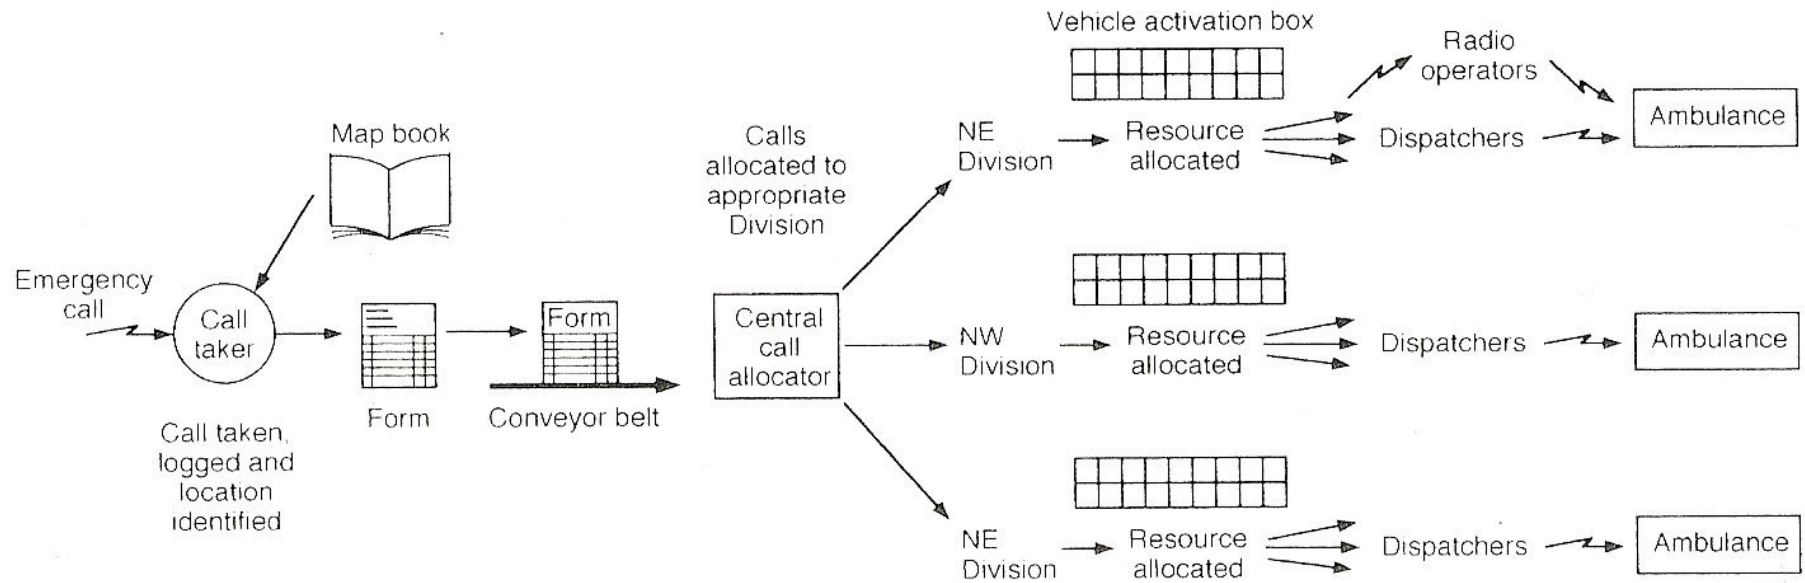 Emergency
call
Call
taker
Call taken,
logged and
location
identified
Map book
Form
Form
Conveyor belt
Calls
allocated to
appropriate
Division
Central
call
allocator
Vehicle activation box
NE
Division
Resource
allocated
Radio
operators
Dispatchers
Ambulance
NW
Division
Resource
allocated
Dispatchers
Ambulance
NE
Division
Resource
allocated
Dispatchers
Ambulance